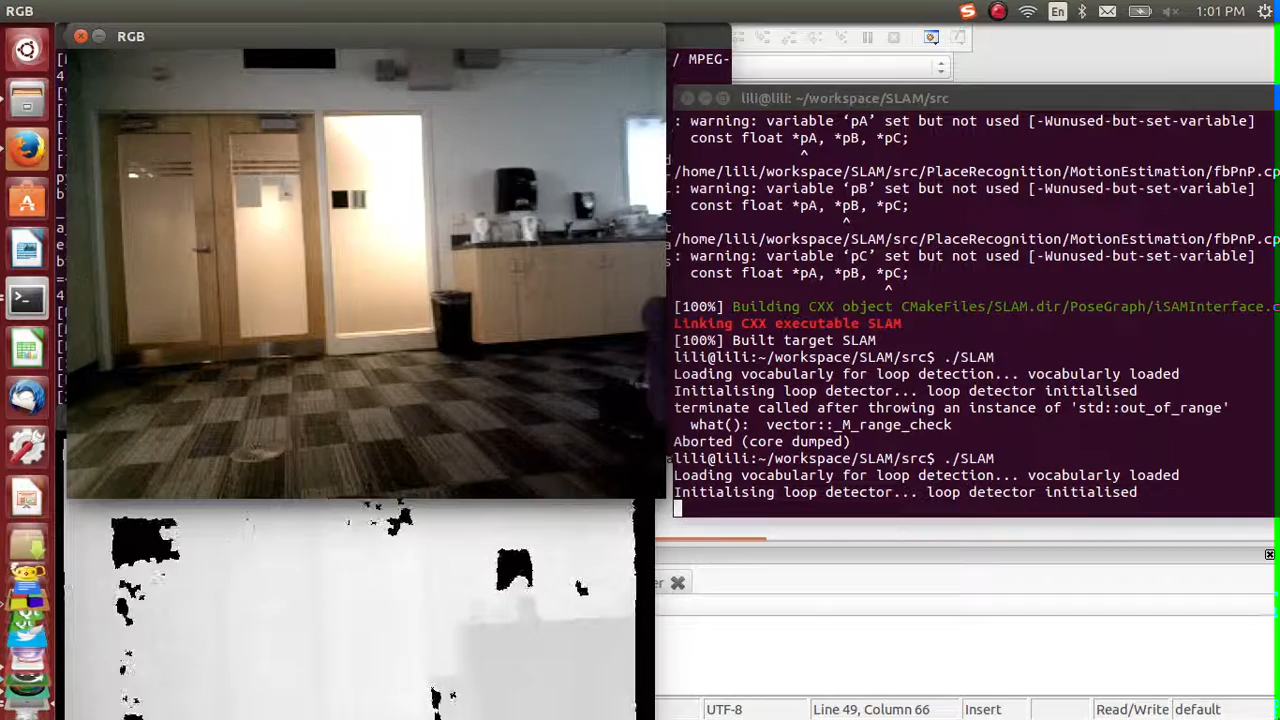 RGB
En
1:01 PM
RGB
/ MPEG-
lili@lili: ~/workspace/SLAM/src
: warning: variable ‘pA’ set but not used [-Wunused-but-set-variable]
const float *pA, *pB, *pC;
^
/home/lili/workspace/SLAM/src/PlaceRecognition/MotionEstimation/fbPnP.cp
: warning: variable ‘pB’ set but not used [-Wunused-but-set-variable]
const float *pA, *pB, *pC;
^
/home/lili/workspace/SLAM/src/PlaceRecognition/MotionEstimation/fbPnP.cp
: warning: variable ‘pC’ set but not used [-Wunused-but-set-variable]
const float *pA, *pB, *pC;
^
[100%] Building CXX object CMakeFiles/SLAM.dir/PoseGraph/iSAMInterface.c
Linking CXX executable SLAM
[100%] Built target SLAM
lili@lili:~/workspace/SLAM/src$ ./SLAM
Loading vocabularly for loop detection... vocabularly loaded
Initialising loop detector... loop detector initialised
terminate called after throwing an instance of 'std::out_of_range'
what():  vector::_M_range_check
Aborted (core dumped)
lili@lili:~/workspace/SLAM/src$ ./SLAM
Loading vocabularly for loop detection... vocabularly loaded
Initialising loop detector... loop detector initialised
UTF-8
Line 49, Column 66
Insert
Read/Write
default